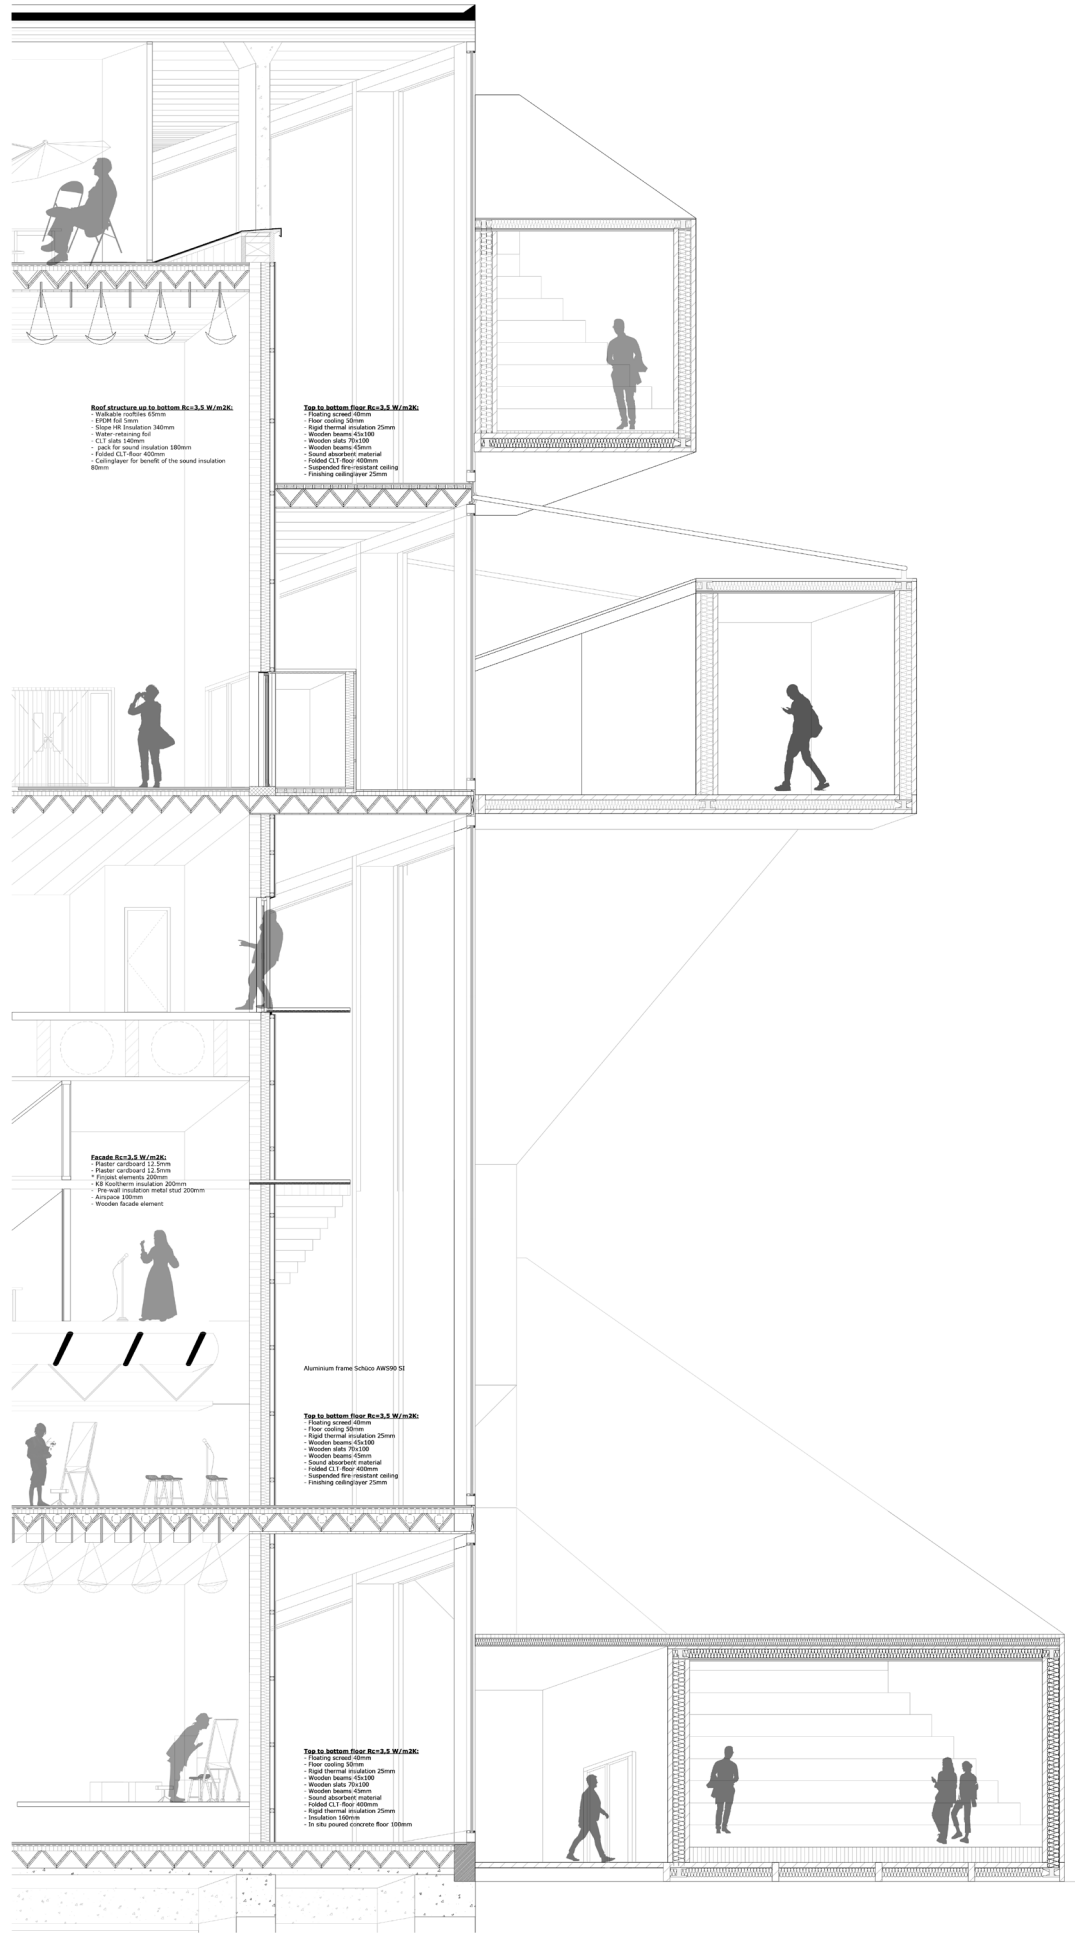 Roof structure up to bottom Rc=3,5 W/m2K:
- Walkable rooftiles 65mm
- EPDM foil 5mm
- Slope HR Insulation 340mm
- Water-retaining foil
- CLT slats 140mm
- pack for sound insulation 180mm
- Folded CLT-floor 400mm
- Ceilinglayer for benefit of the sound insulation
80mm
Top to bottom floor Rc=3,5 W/m2K:
- Floating screed 40mm
- Floor cooling 50mm
- Rigid thermal insulation 25mm
- Wooden beams 45x100
- Wooden slats 70x100
- Wooden beams 45mm
- Sound absorbent material
- Folded CLT-floor 400mm
- Suspended fire-resistant ceiling
- Finishing ceilinglayer 25mm
Facade Rc=3,5 W/m2K:
- Plaster cardboard 12.5mm
- Plaster cardboard 12.5mm
* Finjoist elements 200mm
- K8 Kooltherm insulation 200mm
- Pre-wall insulation metal stud 200mm
- Airspace 100mm
- Wooden facade element
Aluminium frame Schüco AWS90 SI
Top to bottom floor Rc=3,5 W/m2K:
- Floating screed 40mm
- Floor cooling 50mm
- Rigid thermal insulation 25mm
- Wooden beams 45x100
- Wooden slats 70x100
- Wooden beams 45mm
- Sound absorbent material
- Folded CLT-floor 400mm
- Suspended fire-resistant ceiling
- Finishing ceilinglayer 25mm
Top to bottom floor Rc=3,5 W/m2K:
- Floating screed 40mm
- Floor cooling 50mm
- Rigid thermal insulation 25mm
- Wooden beams 45x100
- Wooden slats 70x100
- Wooden beams 45mm
- Sound absorbent material
- Folded CLT-floor 400mm
- Rigid thermal insulation 25mm
- Insulation 160mm
- In situ poured concrete floor 100mm